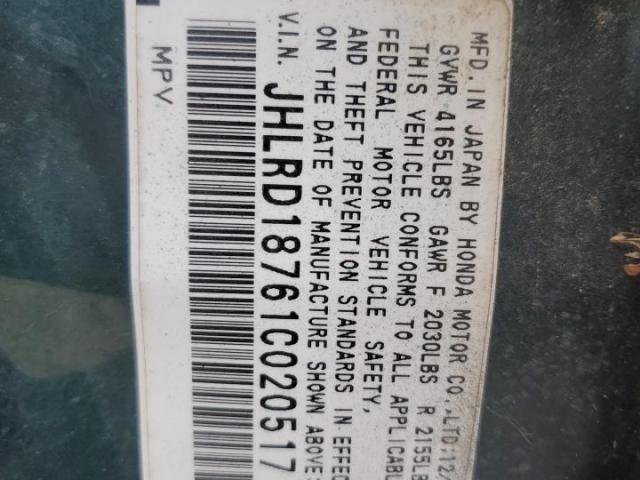 MFD. IN JAPAN BY HONDA MOTOR CO.,LTD:12/
GVWR 4165LBS GAWR F 2030LBS R 2155LB
THIS VEHICLE CONFORMS TO ALL APPLICABL
FEDERAL MOTOR VEHICLE SAFETY,
AND THEFT PREVENTION STANDARDS IN EFFEC
ON THE DATE OF MANUFACTURE SHOWN ABOVE:
V.I.N. JHLRD18761C020517
MPV